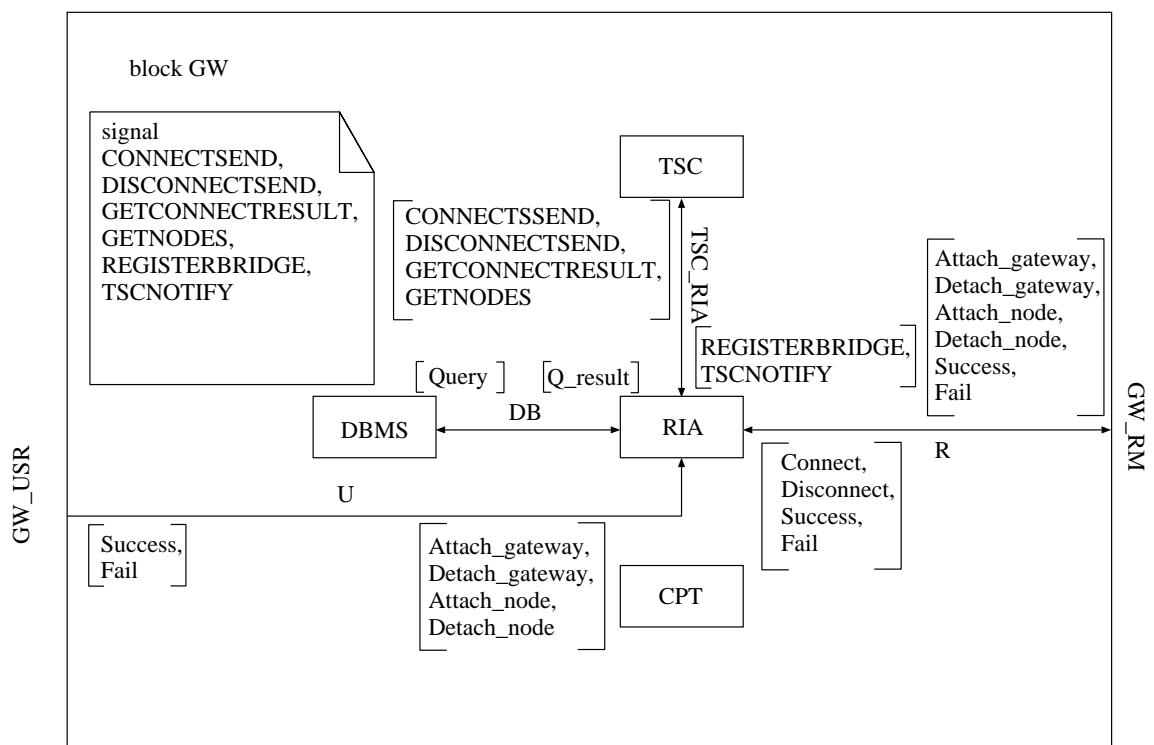 block GW
signal
CONNECTSEND,
DISCONNECTSEND,
GETCONNECTRESULT,
GETNODES,
REGISTERBRIDGE,
TSCNOTIFY
TSC
CONNECTSSEND,
DISCONNECTSEND,
GETCONNECTRESULT,
GETNODES
TSC_RIA
REGISTERBRIDGE,
TSCNOTIFY
Attach_gateway,
Detach_gateway,
Attach_node,
Detach_node,
Success,
Fail
Query
Q_result
DBMS
DB
RIA
R
GW_RM
Connect,
Disconnect,
Success,
Fail
GW_USR
U
Success,
Fail
Attach_gateway,
Detach_gateway,
Attach_node,
Detach_node
CPT